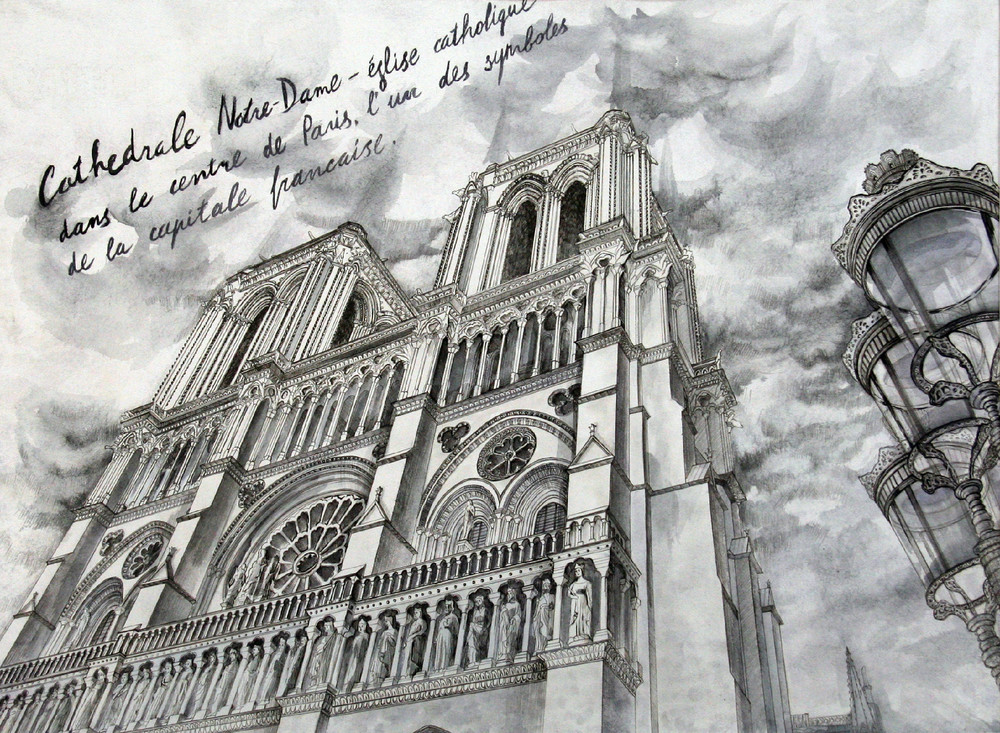 Cathedrale Notre-Dame – église catholique
dans le centre de Paris, l'un des symboles
de la capitale francaise.